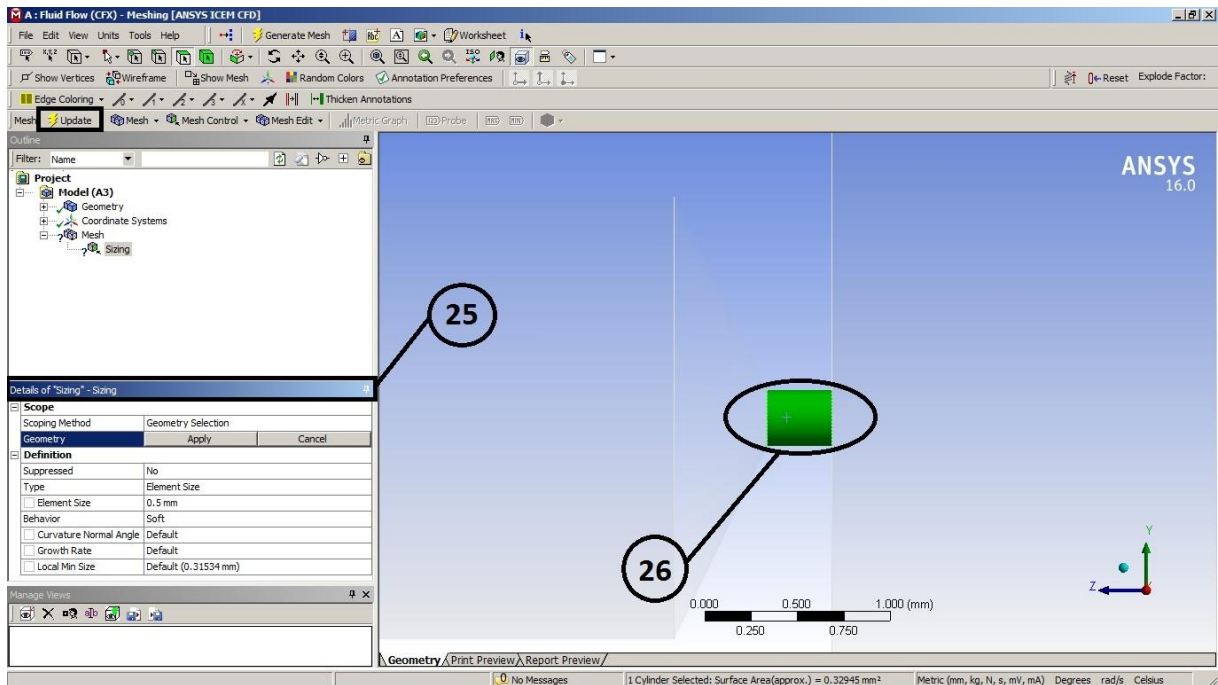 A : Fluid Flow (CFX) - Meshing [ANSYS ICEM CFD]
File Edit View Units Tools Help Generate Mesh A Worksheet
Show Vertices Wireframe Show Mesh Random Colors Annotation Preferences Reset Explode Factor:
Edge Coloring Thicken Annotations
Mesh Update Mesh Mesh Control Mesh Edit Metric Graph Probe
Outline
Filter: Name
Project
Model (A3)
Geometry
Coordinate Systems
Mesh
Sizing
ANSYS
16.0
25
Details of "Sizing" - Sizing
Scope
Scoping Method Geometry Selection
Geometry Apply Cancel
Definition
Suppressed No
Type Element Size
Element Size 0.5 mm
Behavior Soft
Curvature Normal Angle Default
Growth Rate Default
Local Min Size Default (0.31534 mm)
26
Y
Z
0.000 0.500 1.000 (mm)
0.250 0.750
Manage Views
Geometry Print Preview Report Preview
0 No Messages 1 Cylinder Selected: Surface Area(approx.) = 0.32945 mm² Metric (mm, kg, N, s, mV, mA) Degrees rad/s Celsius